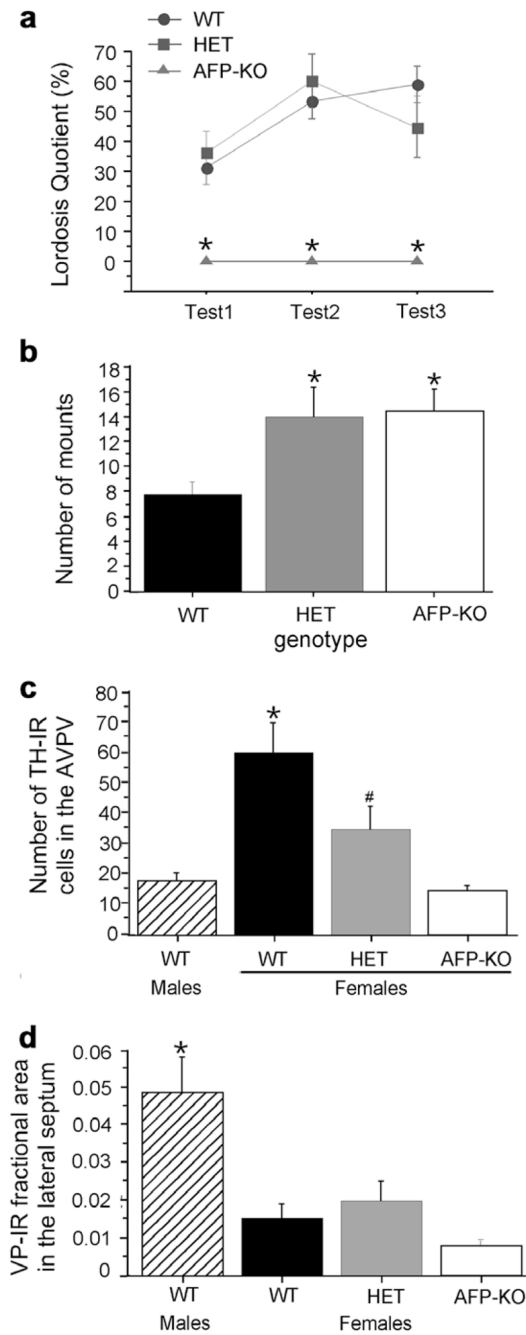 a
WT
HET
AFP-KO
Lordosis Quotient (%)
70
60
50
40
30
20
10
0
* * *
Test1 Test2 Test3
b
Number of mounts
18
16
14
12
10
8
6
4
2
0
* *
WT HET AFP-KO
genotype
c
Number of TH-IR
cells in the AVPV
80
70
60
50
40
30
20
10
0
*
#
WT WT HET AFP-KO
Males Females
d
VP-IR fractional area
in the lateral septum
0.06
0.05
0.04
0.03
0.02
0.01
0
*
WT WT HET AFP-KO
Males Females